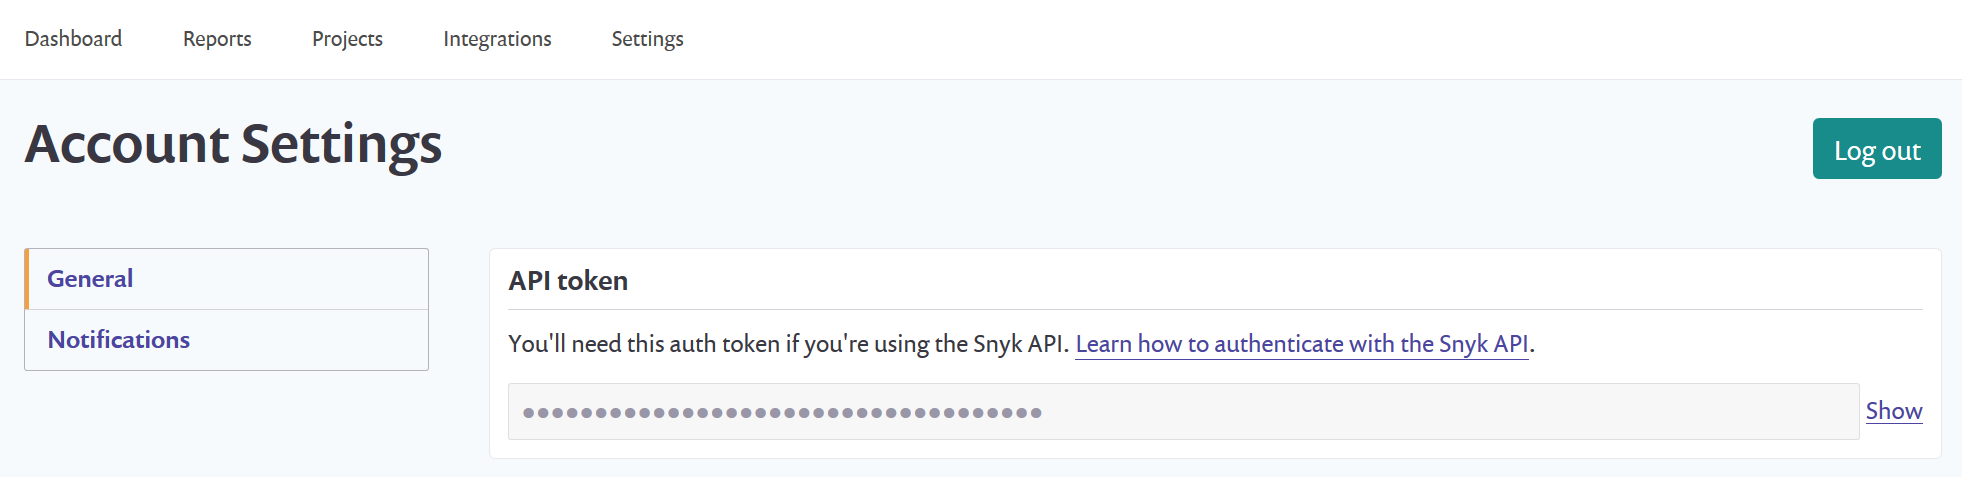 Dashboard Reports Projects Integrations Settings
Account Settings
Log out
General
Notifications
API token
You'll need this auth token if you're using the Snyk API. Learn how to authenticate with the Snyk API.
●●●●●●●●●●●●●●●●●●●●●●●●●●●●●●●●●●●●
Show